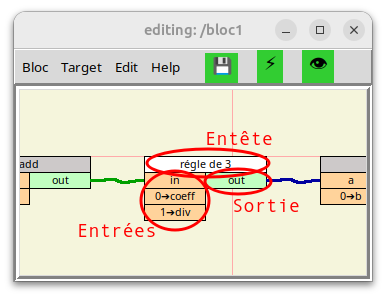 editing: /bloc1
Bloc Target Edit Help
Entête
add
régle de 3
out
in
out
a
0→coeff
0→b
1→div
Sortie
Entrées